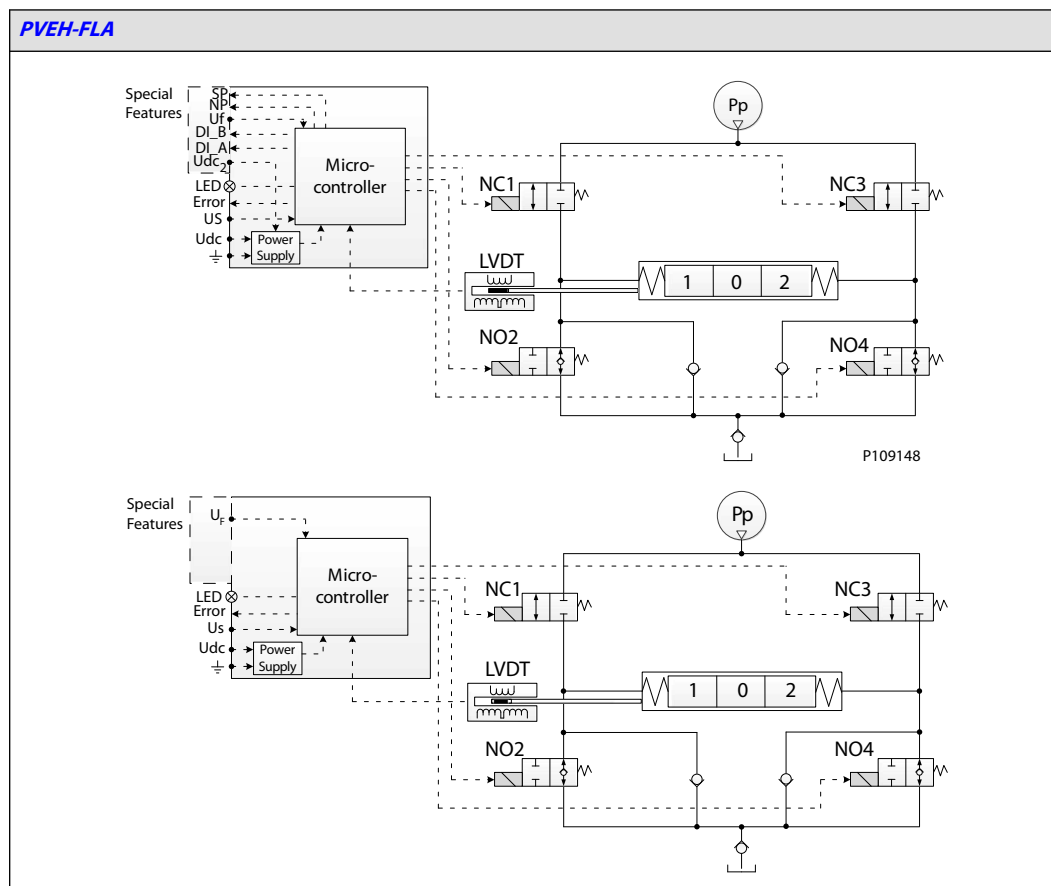 PVEH-FLA
Special
Features
SP
NP
Uf
DI_B
DI_A
Udc
2
LED
Error
US
Udc
Power
Supply
Micro-
controller
Pp
NC1
NC3
LVDT
1 0 2
NO2
NO4
P109148
Special
Features
UF
LED
Error
Us
Udc
Power
Supply
Micro-
controller
Pp
NC1
NC3
LVDT
1 0 2
NO2
NO4